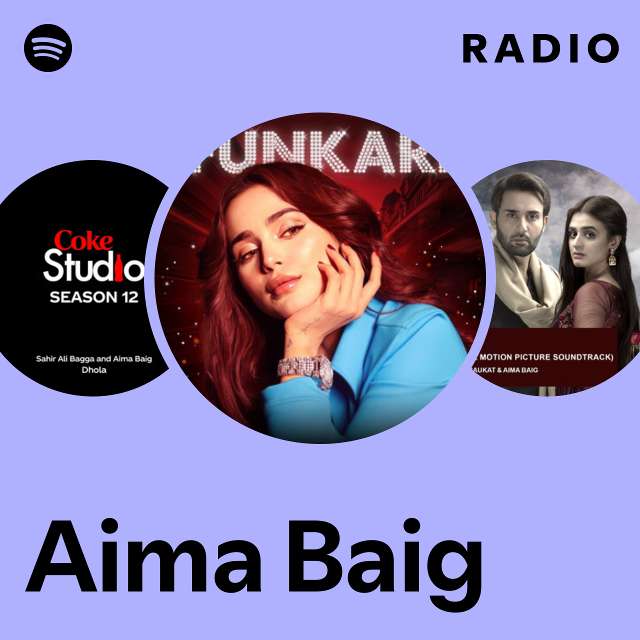 RADIO
FUNKARI
Coke
Studio
SEASON 12
Sahir Ali Bagga and Aima Baig
Dhola
MOTION PICTURE SOUNDTRACK)
AUKAT & AIMA BAIG
Aima Baig